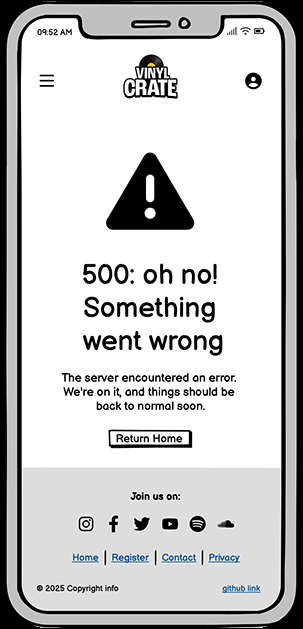 09:52 AM
VINYL
CRATE
500: oh no!
Something
went wrong
The server encountered an error.
We're on it, and things should be
back to normal soon.
Return Home
Join us on:
Home | Register | Contact | Privacy
© 2025 Copyright info github link